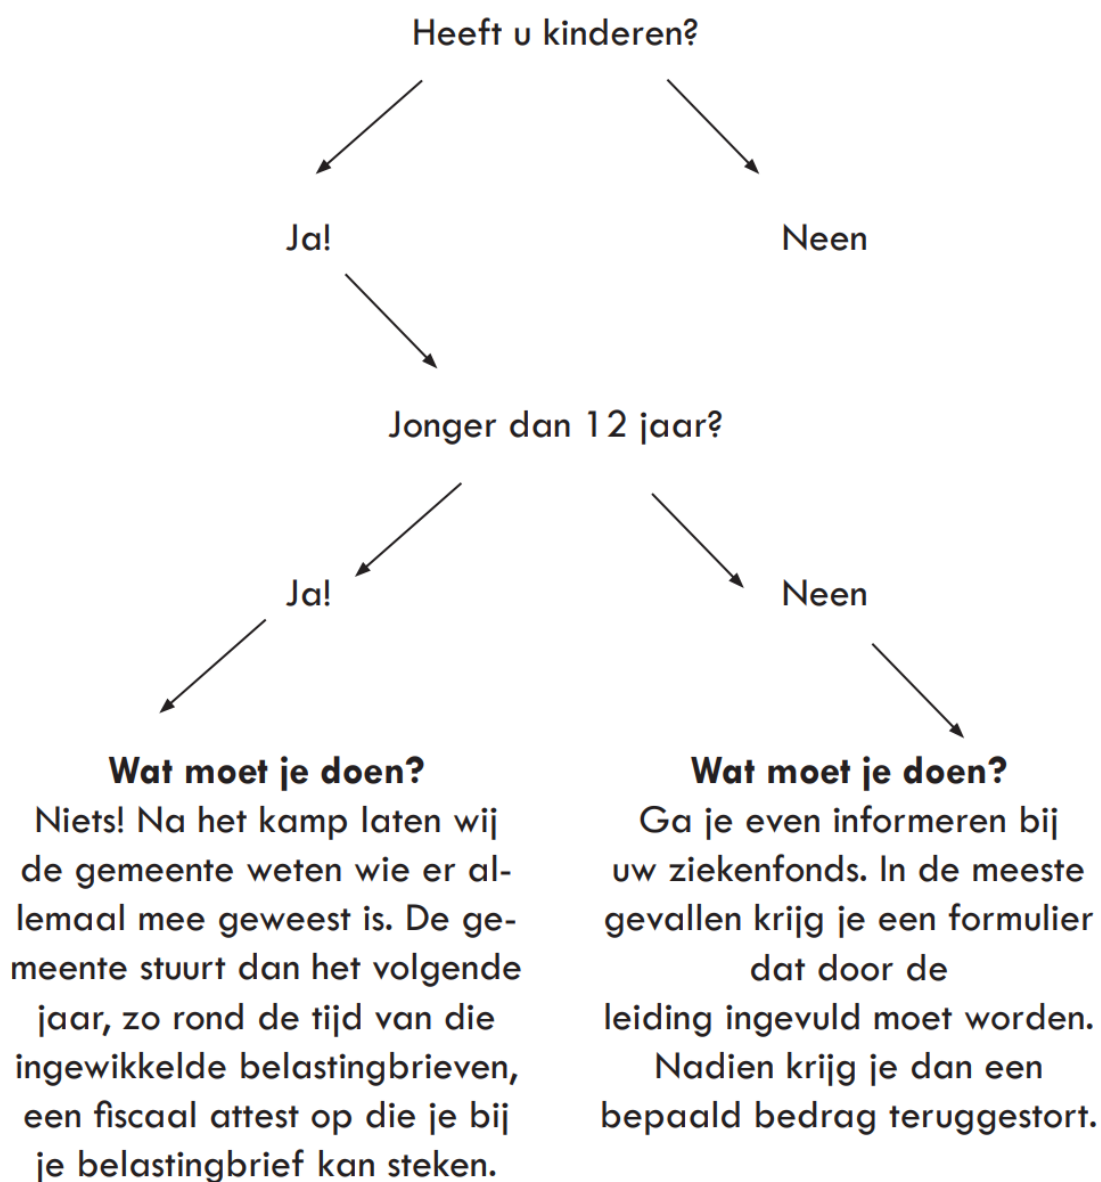 Heeft u kinderen?
Ja!
Neen
Jonger dan 12 jaar?
Ja!
Neen
Wat moet je doen?
Niets! Na het kamp laten wij
de gemeente weten wie er al-
lemaal mee geweest is. De ge-
meente stuurt dan het volgende
jaar, zo rond de tijd van die
ingewikkelde belastingbrieven,
een fiscaal attest op die je bij
je belastingbrief kan steken.
Wat moet je doen?
Ga je even informeren bij
uw ziekenfonds. In de meeste
gevallen krijg je een formulier
dat door de
leiding ingevuld moet worden.
Nadien krijg je dan een
bepaald bedrag teruggestort.